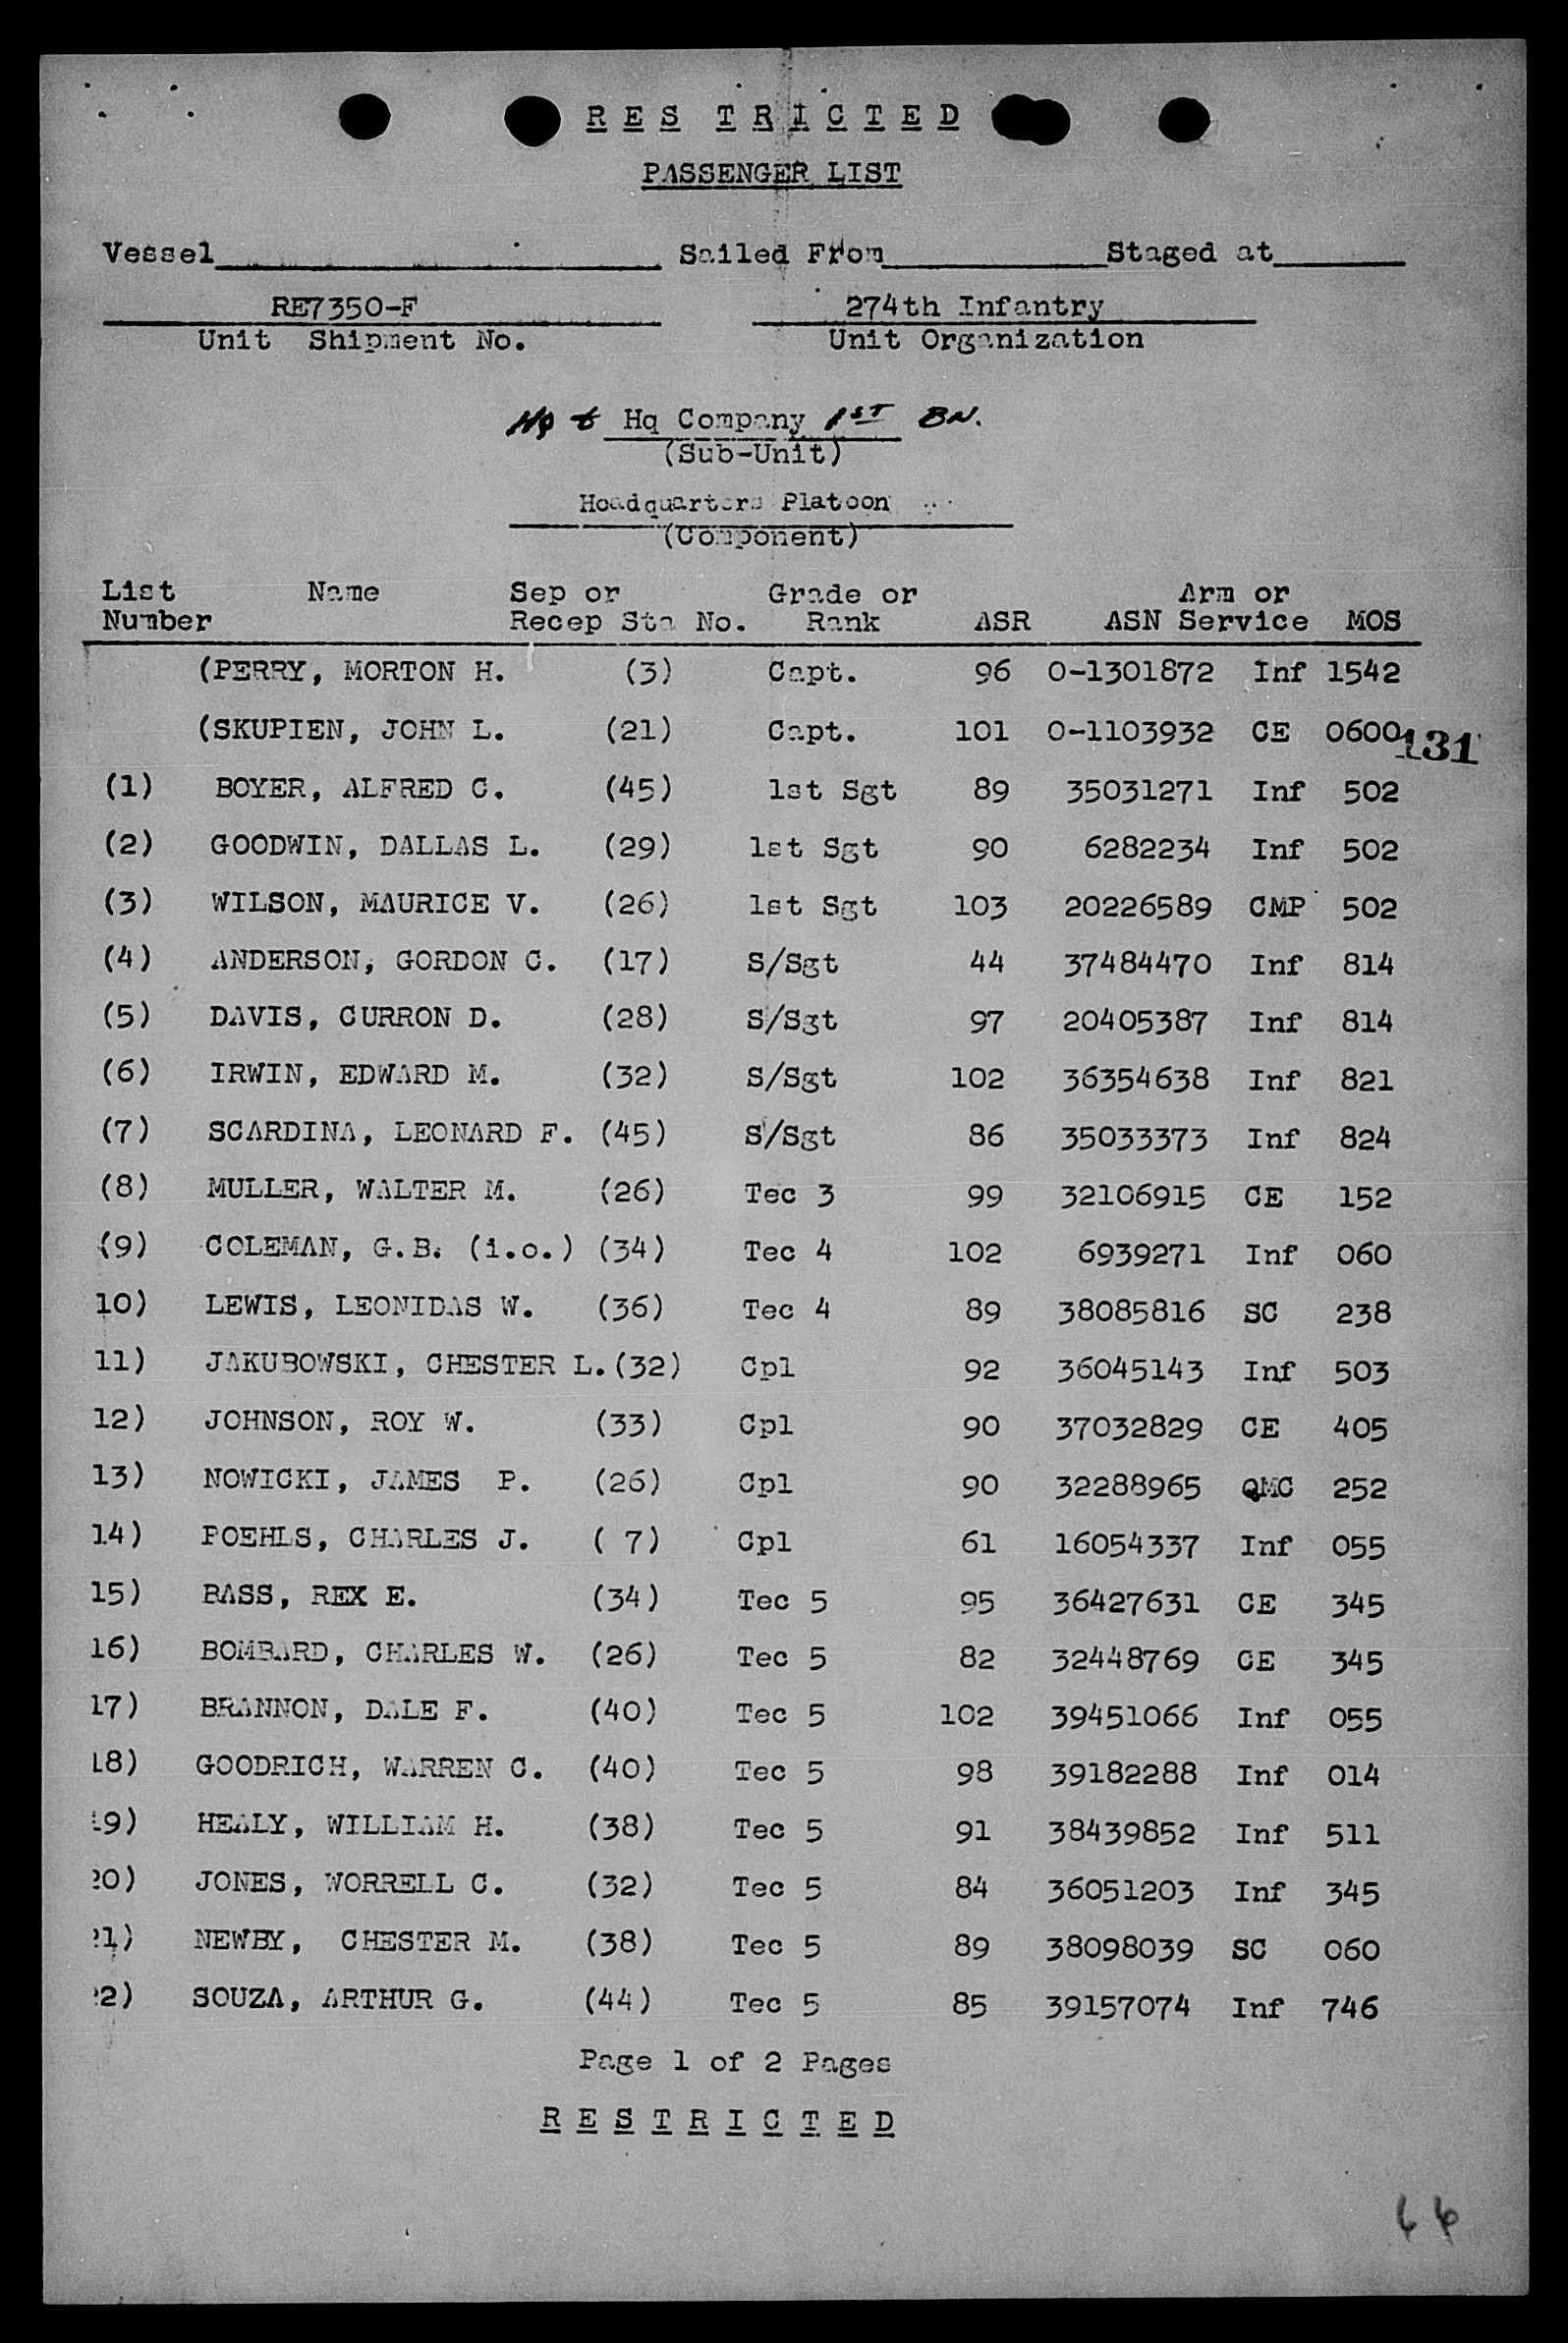 RES TRICTED
PASSENGER LIST
Vessel Sailed From Staged at
RE7350-F 274th Infantry
Unit Shipment No. Unit Organization
Hq & Hq Company 1ST BN.
(Sub-Unit)
Headquarters Platoon
(Component)
List Name Sep or Grade or Arm or
Number Recep Sta No. Rank ASR ASN Service MOS
(PERRY, MORTON H. (3) Capt. 96 O-1301872 Inf 1542
(SKUPIEN, JOHN L. (21) Capt. 101 O-1103932 CE 0600
131
(1) BOYER, ALFRED C. (45) 1st Sgt 89 35031271 Inf 502
(2) GOODWIN, DALLAS L. (29) 1st Sgt 90 6282234 Inf 502
(3) WILSON, MAURICE V. (26) 1st Sgt 103 20226589 CMP 502
(4) ANDERSON, GORDON C. (17) S/Sgt 44 37484470 Inf 814
(5) DAVIS, CURRON D. (28) S/Sgt 97 20405387 Inf 814
(6) IRWIN, EDWARD M. (32) S/Sgt 102 36354638 Inf 821
(7) SCARDINA, LEONARD F. (45) S/Sgt 86 35033373 Inf 824
(8) MULLER, WALTER M. (26) Tec 3 99 32106915 CE 152
(9) COLEMAN, G.B. (i.o.) (34) Tec 4 102 6939271 Inf 060
10) LEWIS, LEONIDAS W. (36) Tec 4 89 38085816 SC 238
11) JAKUBOWSKI, CHESTER L. (32) Cpl 92 36045143 Inf 503
12) JOHNSON, ROY W. (33) Cpl 90 37032829 CE 405
13) NOWICKI, JAMES P. (26) Cpl 90 32288965 QMC 252
14) POEHLS, CHARLES J. ( 7) Cpl 61 16054337 Inf 055
15) BASS, REX E. (34) Tec 5 95 36427631 CE 345
16) BOMBARD, CHARLES W. (26) Tec 5 82 32448769 CE 345
17) BRANNON, DALE F. (40) Tec 5 102 39451066 Inf 055
18) GOODRICH, WARREN C. (40) Tec 5 98 39182288 Inf 014
19) HEALY, WILLIAM H. (38) Tec 5 91 38439852 Inf 511
20) JONES, WORRELL C. (32) Tec 5 84 36051203 Inf 345
21) NEWBY, CHESTER M. (38) Tec 5 89 38098039 SC 060
22) SOUZA, ARTHUR G. (44) Tec 5 85 39157074 Inf 746
Page 1 of 2 Pages
R E S T R I C T E D